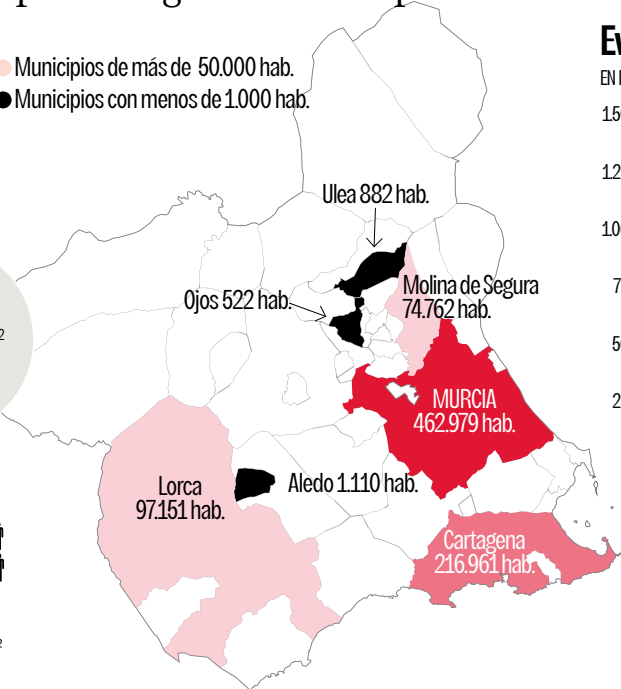 Municipios de más de 50.000 hab.
Municipios con menos de 1.000 hab.
Ulea 882 hab.
Ojos 522 hab.
Molina de Segura
74.762 hab.
MURCIA
462.979 hab.
Lorca
97.151 hab.
Aledo 1.110 hab.
Cartagena
216.961 hab.